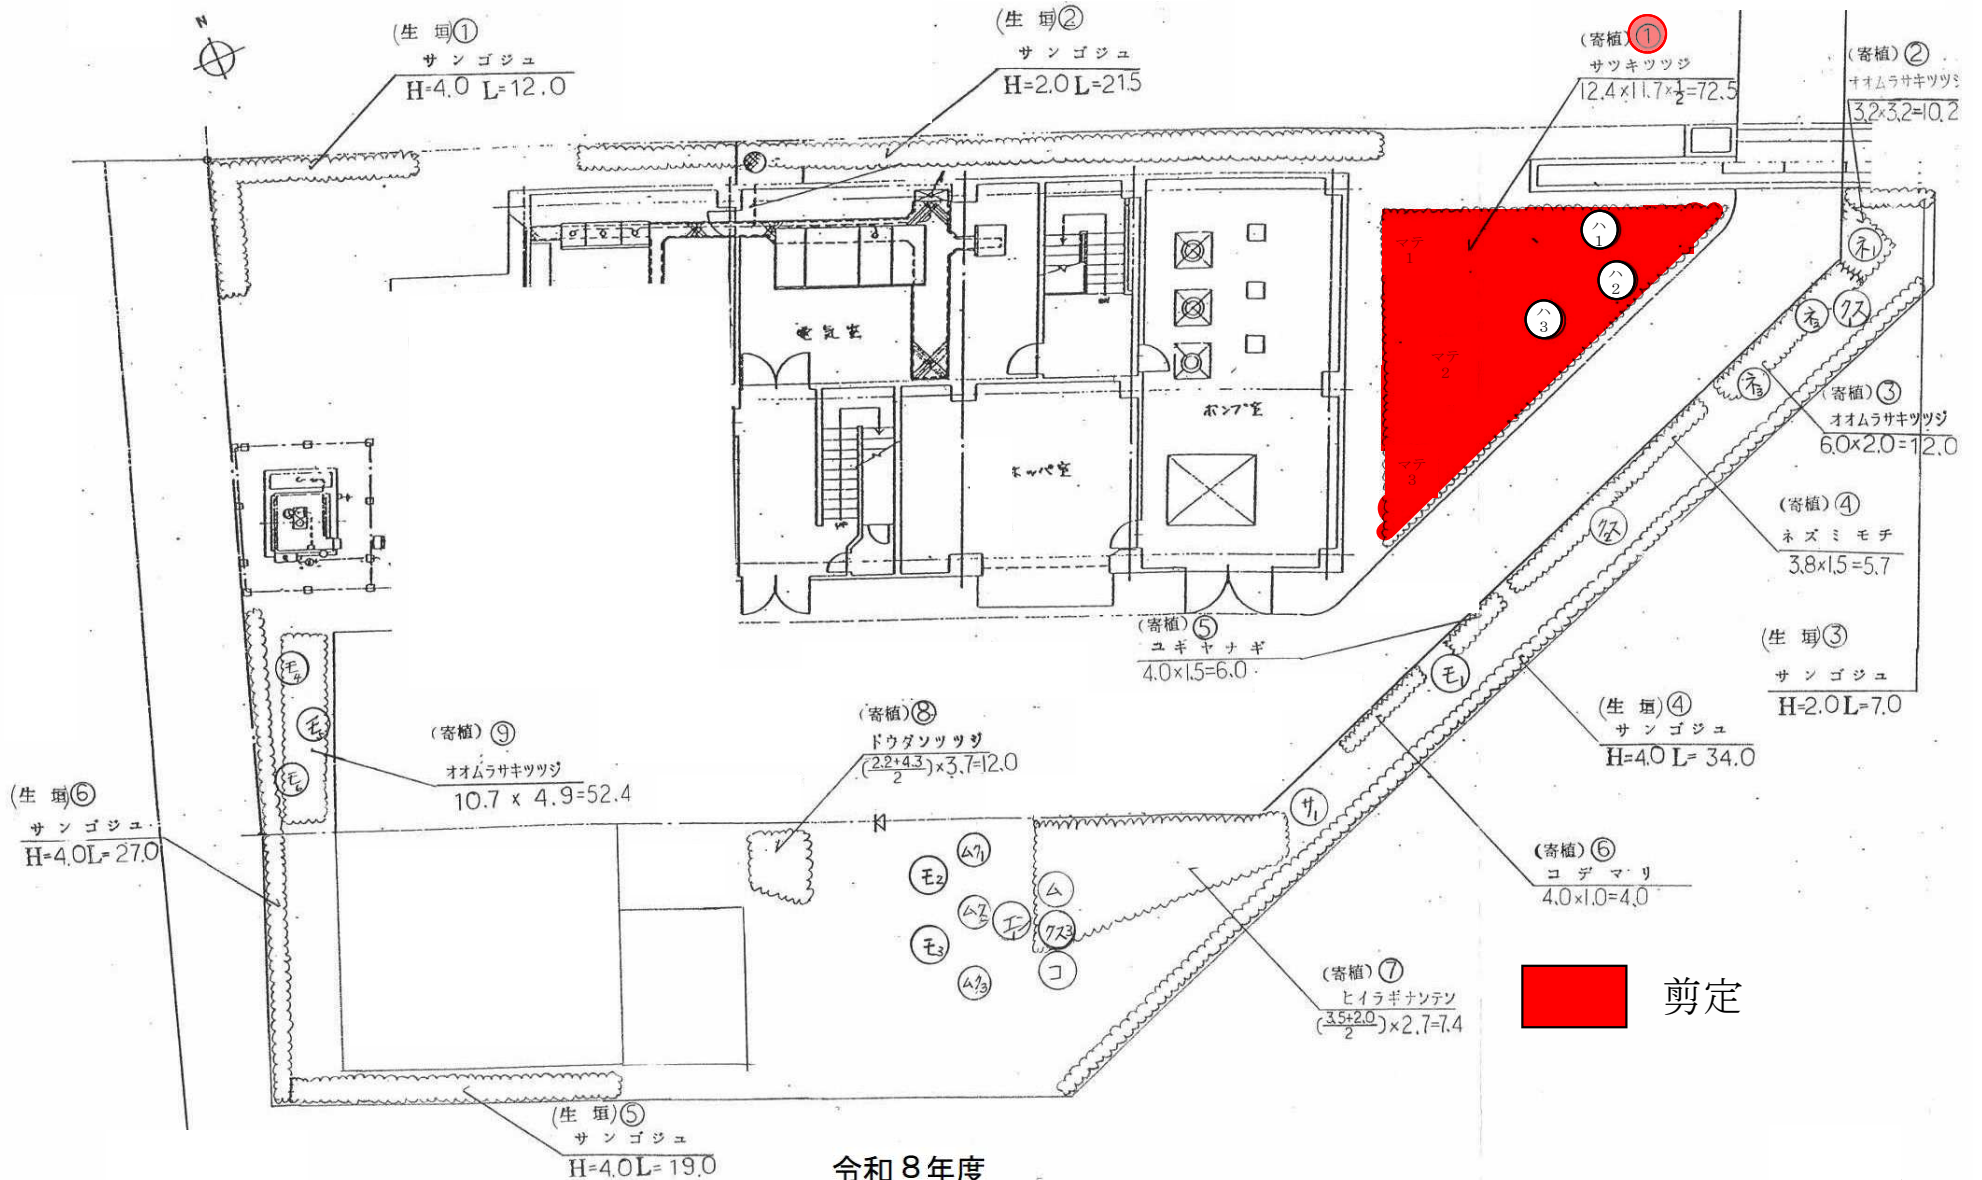 N
(生 垣)①
サンゴジュ
H=4.0 L=12.0
(生 垣)②
サンゴジュ
H=2.0 L=21.5
(寄植)①
サツキツツジ
12.4×11.7×½=72.5
(寄植)②
オオムラサキツツジ
3.2×3.2=10.2
マテ
1
マテ
2
マテ
3
ハ
1
ハ
2
ハ
3
ネ1
ネ3
クス
ネ3
電気室
ポンプ室
ホッパ室
(寄植)③
オオムラサキツツジ
6.0×2.0=12.0
(寄植)④
ネズミモチ
3.8×1.5=5.7
クス2
(寄植)⑤
ユキヤナギ
4.0×1.5=6.0
モ1
(生 垣)③
サンゴジュ
H=2.0 L=7.0
(生 垣)④
サンゴジュ
H=4.0 L=34.0
モ4
モ5
モ6
(寄植)⑨
オオムラサキツツジ
10.7 × 4.9=52.4
(寄植)⑧
ドウダンツツジ
(2.2+4.3/2)×3.7=12.0
(生 垣)⑥
サンゴジュ
H=4.0 L=27.0
サ1
ムク1
モ2
ム
ムク2
エ1
クス3
モ3
コ
ムク3
(寄植)⑥
コデマリ
4.0×1.0=4.0
(寄植)⑦
ヒイラギナンテン
(3.5+2.0/2)×2.7=7.4
剪定
(生 垣)⑤
サンゴジュ
H=4.0 L=19.0
令和８年度